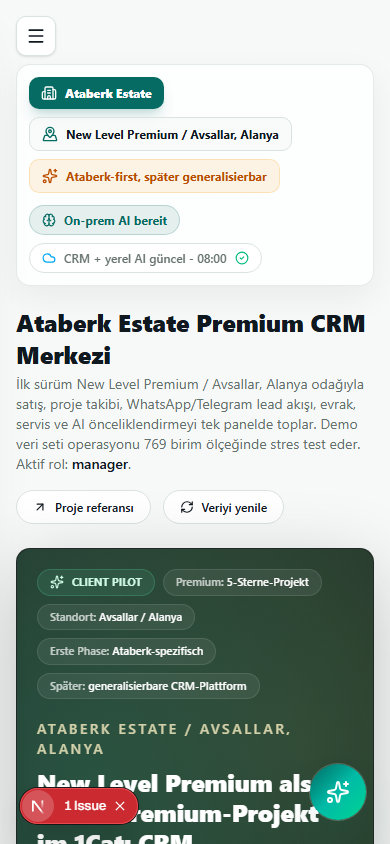 Ataberk Estate
New Level Premium / Avsallar, Alanya
Ataberk-first, später generalisierbar
On-prem AI bereit
CRM + yerel AI güncel - 08:00
Ataberk Estate Premium CRM
Merkezi
İlk sürüm New Level Premium / Avsallar, Alanya odağıyla
satış, proje takibi, WhatsApp/Telegram lead akışı, evrak,
servis ve AI önceliklendirmeyi tek panelde toplar. Demo
veri seti operasyonu 769 birim ölçeğinde stres test eder.
Aktif rol: manager.
Proje referansı
Veriyi yenile
CLIENT PILOT
Premium: 5-Sterne-Projekt
Standort: Avsallar / Alanya
Erste Phase: Ataberk-spezifisch
Später: generalisierbare CRM-Plattform
ATABERK ESTATE / AVSALLAR,
ALANYA
New Level Premium als
remium-Projekt
im 1Çatı CRM
N 1 Issue